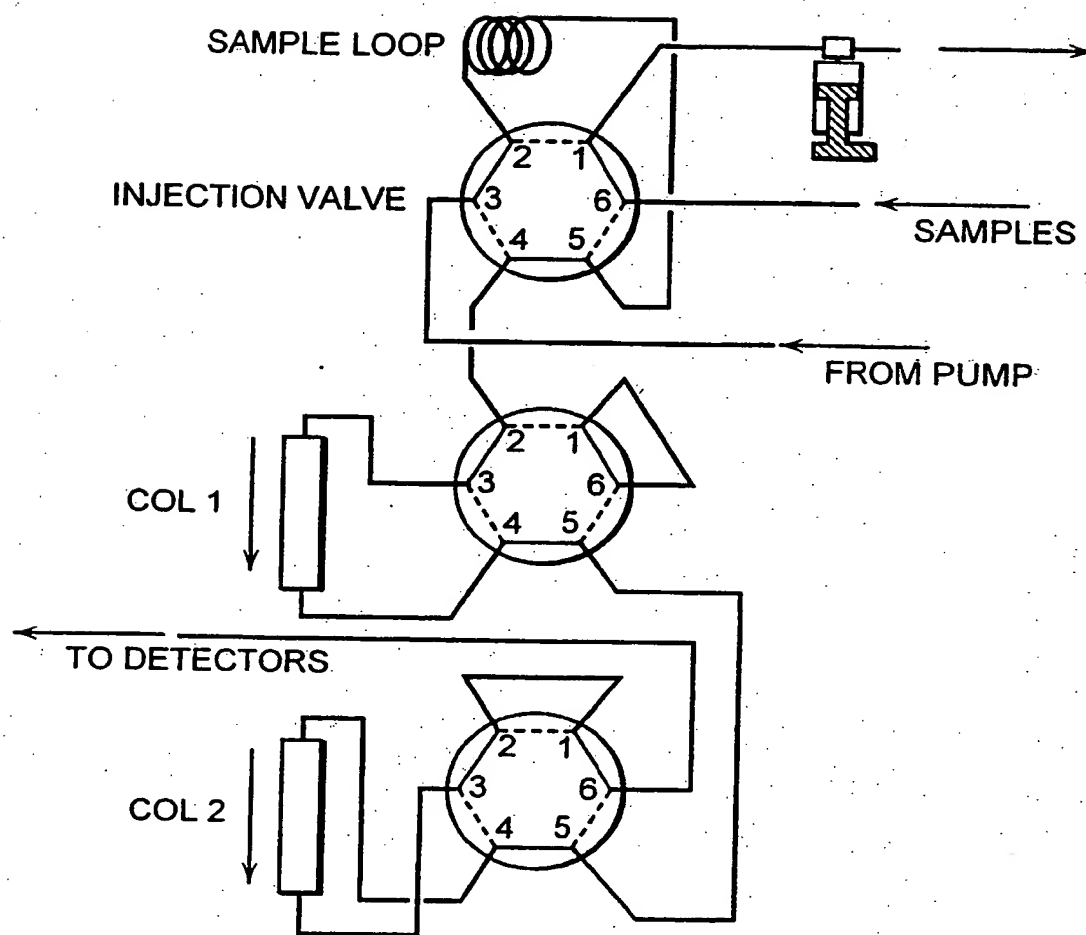 SAMPLE LOOP
2 1
INJECTION VALVE 3 6
SAMPLES
4 5
FROM PUMP
2 1
COL 1 3 6
4 5
TO DETECTORS
2 1
COL 2 3 6
4 5